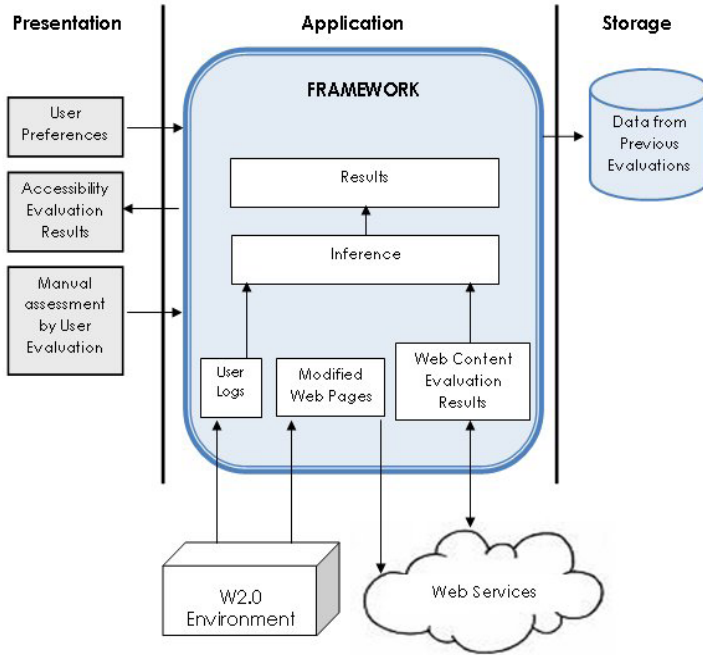 Presentation
Application
Storage
FRAMEWORK
User
Preferences
Data from
Previous
Evaluations
Results
Accessibility
Evaluation
Results
Inference
Manual
assessment
by User
Evaluation
User
Logs
Modified
Web Pages
Web Content
Evaluation
Results
W2.0
Environment
Web Services